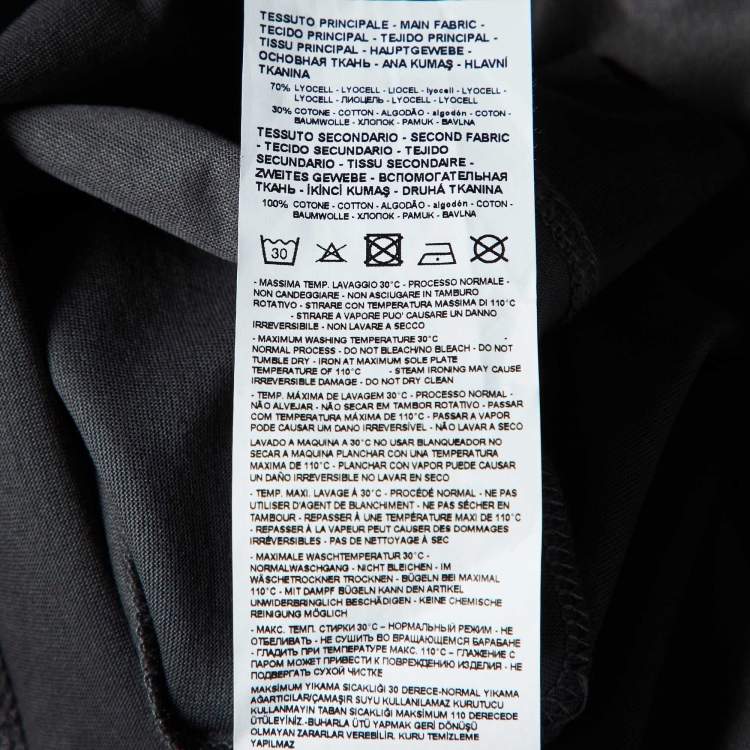 TESSUTO PRINCIPALE - MAIN FABRIC -
TECIDO PRINCIPAL - TEJIDO PRINCIPAL -
TISSU PRINCIPAL - HAUPTGEWEBE -
ОСНОВНАЯ ТКАНЬ - ANA KUMAŞ - HLAVNÍ
TKANINA
70% LYOCELL - LYOCELL - LIOCEL - lyocell - LYOCELL -
LYOCELL - ЛИОЦЕЛЬ - LYOCELL - LYOCELL
30% COTONE - COTTON - ALGODÃO - algodón - COTON -
BAUMWOLLE - ХЛОПОК - PAMUK - BAVLNA
TESSUTO SECONDARIO - SECOND FABRIC
- TECIDO SECUNDARIO - TEJIDO
SECUNDARIO - TISSU SECONDAIRE -
ZWEITES GEWEBE - ВСПОМОГАТЕЛЬНАЯ
ТКАНЬ - İKİNCİ KUMAŞ - DRUHÁ TKANINA
100% COTONE - COTTON - ALGODÃO - algodón - COTON -
BAUMWOLLE - ХЛОПОК - PAMUK - BAVLNA
30
- MASSIMA TEMP. LAVAGGIO 30°C - PROCESSO NORMALE -
NON CANDEGGIARE - NON ASCIUGARE IN TAMBURO
ROTATIVO - STIRARE CON TEMPERATURA MASSIMA DI 110°C
- STIRARE A VAPORE PUO' CAUSARE UN DANNO
IRREVERSIBILE - NON LAVARE A SECCO
- MAXIMUM WASHING TEMPERATURE 30°C -
NORMAL PROCESS - DO NOT BLEACH/NO BLEACH - DO NOT
TUMBLE DRY - IRON AT MAXIMUM SOLE PLATE
TEMPERATURE OF 110°C - STEAM IRONING MAY CAUSE
IRREVERSIBLE DAMAGE - DO NOT DRY CLEAN
- TEMP. MÁXIMA DE LAVAGEM 30°C - PROCESSO NORMAL -
NÃO ALVEJAR - NÃO SECAR EM TAMBOR ROTATIVO - PASSAR
COM TEMPERATURA MÁXIMA DE 110°C - PASSAR A VAPOR
PODE CAUSAR UM DANO IRREVERSÍVEL - NÃO LAVAR A SECO
LAVADO A MAQUINA A 30°C NO USAR BLANQUEADOR NO
SECAR A MAQUINA PLANCHAR CON UNA TEMPERATURA
MAXIMA DE 110°C - PLANCHAR CON VAPOR PUEDE CAUSAR
UN DAÑO IRREVERSIBLE NO LAVAR EN SECO
- TEMP. MAXI. LAVAGE À 30°C - PROCÉDÉ NORMAL - NE PAS
UTILISER D'AGENT DE BLANCHIMENT - NE PAS SÉCHER EN
TAMBOUR - REPASSER À UNE TEMPÉRATURE MAXI DE 110°C
- REPASSER À LA VAPEUR PEUT CAUSER DES DOMMAGES
IRRÉVERSIBLES - PAS DE NETTOYAGE À SEC
- MAXIMALE WASCHTEMPERATUR 30°C -
NORMALWASCHGANG - NICHT BLEICHEN - IM
WÄSCHETROCKNER TROCKNEN - BÜGELN BEI MAXIMAL
110°C - MIT DAMPF BÜGELN KANN DEN ARTIKEL
UNWIDERBRINGLICH BESCHÄDIGEN - KEINE CHEMISCHE
REINIGUNG MÖGLICH
- МАКС. ТЕМП. СТИРКИ 30°C – НОРМАЛЬНЫЙ РЕЖИМ - НЕ
ОТБЕЛИВАТЬ - НЕ СУШИТЬ ВО ВРАЩАЮЩЕМСЯ БАРАБАНЕ
- ГЛАДИТЬ ПРИ ТЕМПЕРАТУРЕ МАКС. 110°C – ГЛАЖЕНИЕ С
ПАРОМ МОЖЕТ ПРИВЕСТИ К ПОВРЕЖДЕНИЮ ИЗДЕЛИЯ - НЕ
ПОДВЕРГАТЬ СУХОЙ ЧИСТКЕ
MAKSİMUM YIKAMA SICAKLIĞI 30 DERECE-NORMAL YIKAMA
AĞARTICILAR/ÇAMAŞIR SUYU KULLANILAMAZ KURUTUCU
KULLANMAYIN TABAN SICAKLIĞI MAKSİMUM 110 DERECEDE
ÜTÜLEYİNİZ.-BUHARLA ÜTÜ YAPMAK GERİ DÖNÜŞÜ
OLMAYAN ZARARLAR VEREBİLİR. KURU TEMİZLEME
YAPILMAZ